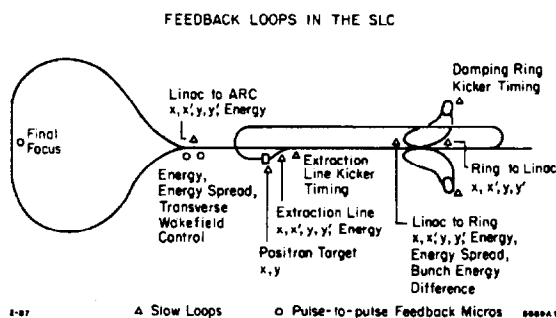 FEEDBACK LOOPS IN THE SLC
Damping Ring
Kicker Timing
Linac to ARC
x, x', y, y', Energy
Final
Focus
Energy,
Energy Spread,
Transverse
Wakefield
Control
Extraction
Line Kicker
Timing
Ring to Linac
x, x', y, y'
Extraction Line
x, x', y, y', Energy
Positron Target
x, y
Linac to Ring
x, x', y, y', Energy,
Energy Spread,
Bunch Energy
Difference
2-87
△ Slow Loops
○ Pulse-to-pulse Feedback Micros